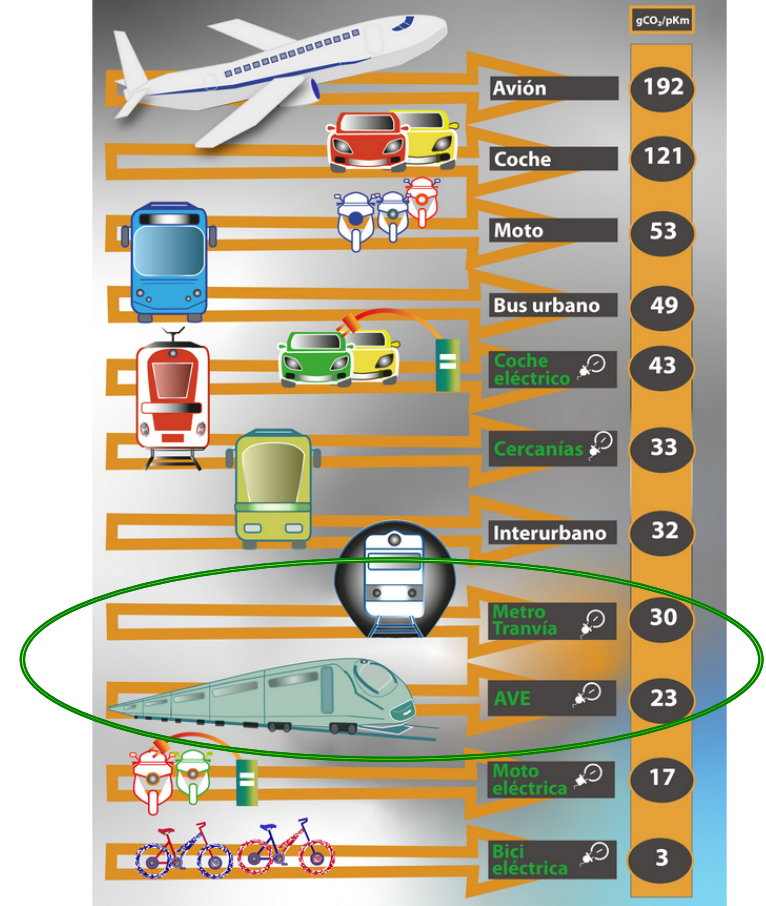 gCO₂/pKm
Avión 192
Coche 121
Moto 53
Bus urbano 49
Coche
eléctrico 43
Cercanías 33
Interurbano 32
Metro
Tranvía 30
AVE 23
Moto
eléctrica 17
Bici
eléctrica 3